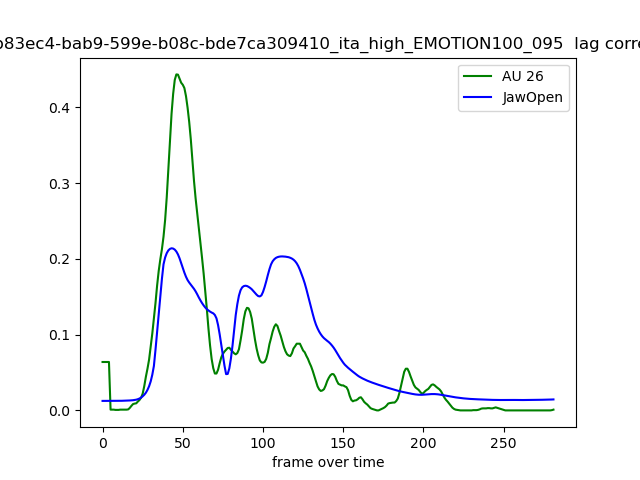 b83ec4-bab9-599e-b08c-bde7ca309410_ita_high_EMOTION100_095 lag corre
AU 26
JawOpen
0.4
0.3
0.2
0.1
0.0
0 50 100 150 200 250
frame over time